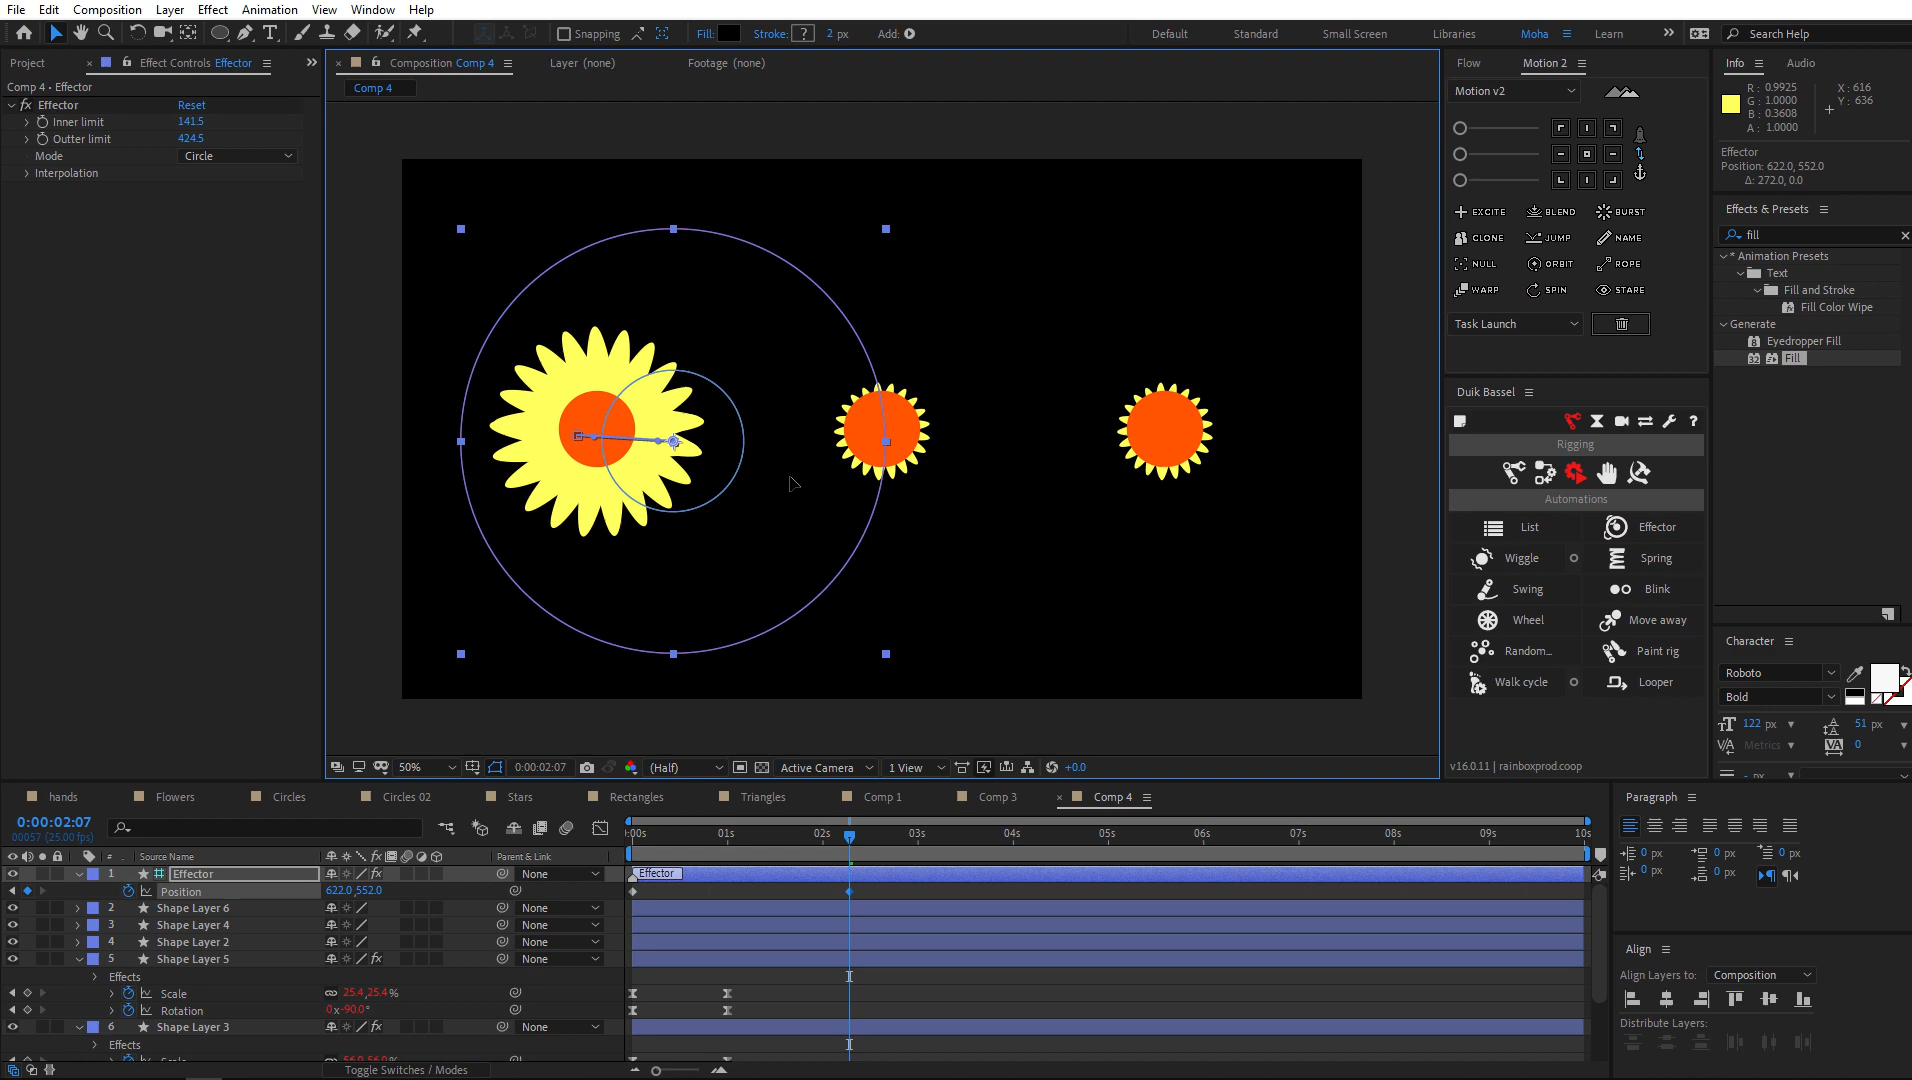 File Edit Composition Layer Effect Animation View Window Help
Snapping Fill: Stroke: ? 2 px Add: Default Standard Small Screen Libraries Moha Learn Search Help
Project Effect Controls Effector
Comp 4 • Effector
Effector Reset
Inner limit 141.5
Outter limit 424.5
Mode Circle
Interpolation
Composition Comp 4 Layer (none) Footage (none)
Comp 4
50% 0:00:02:07 (Half) Active Camera 1 View +0.0
Flow Motion 2
Motion v2
EXCITE BLEND BURST
CLONE JUMP NAME
NULL ORBIT ROPE
WARP SPIN STARE
Task Launch
Duik Bassel
?
Rigging
Automations
List Effector
Wiggle Spring
Swing Blink
Wheel Move away
Random... Paint rig
Walk cycle Looper
v16.0.11 | rainboxprod.coop
Info Audio
R : 0.9925 X : 616
G : 1.0000 Y : 636
B : 0.3608
A : 1.0000
Effector
Position: 622.0, 552.0
Δ: 272.0, 0.0
Effects & Presets
fill
* Animation Presets
Text
Fill and Stroke
Fill Color Wipe
Generate
Eyedropper Fill
Fill
Character
Roboto
Bold
122 px 51 px
Metrics 0
hands Flowers Circles Circles 02 Stars Rectangles Triangles Comp 1 Comp 3 Comp 4
0:00:02:07
00057 (25.00 fps)
:00s 01s 02s 03s 04s 05s 06s 07s 08s 09s 10s
# Source Name fx Parent & Link
1 Effector None Effector
Position 622.0,552.0
2 Shape Layer 6 None
3 Shape Layer 4 None
4 Shape Layer 2 None
5 Shape Layer 5 fx None
Effects
Scale 25.4,25.4 %
Rotation 0 x-90.0 °
6 Shape Layer 3 fx None
Effects
Toggle Switches / Modes
Paragraph
0 px 0 px 0 px
0 px 0 px
Align
Align Layers to: Composition
Distribute Layers: